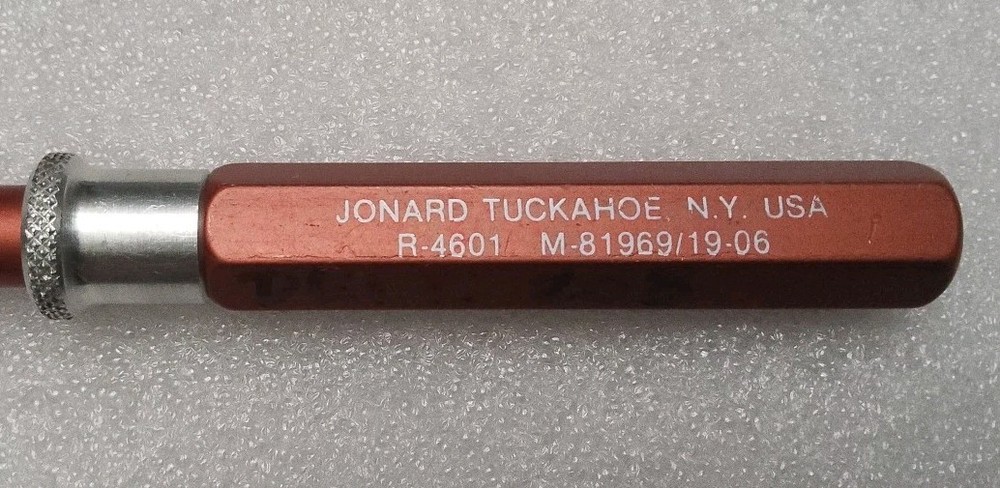 JONARD TUCKAHOE, N.Y. USA
R-4601 M-81969/19-06